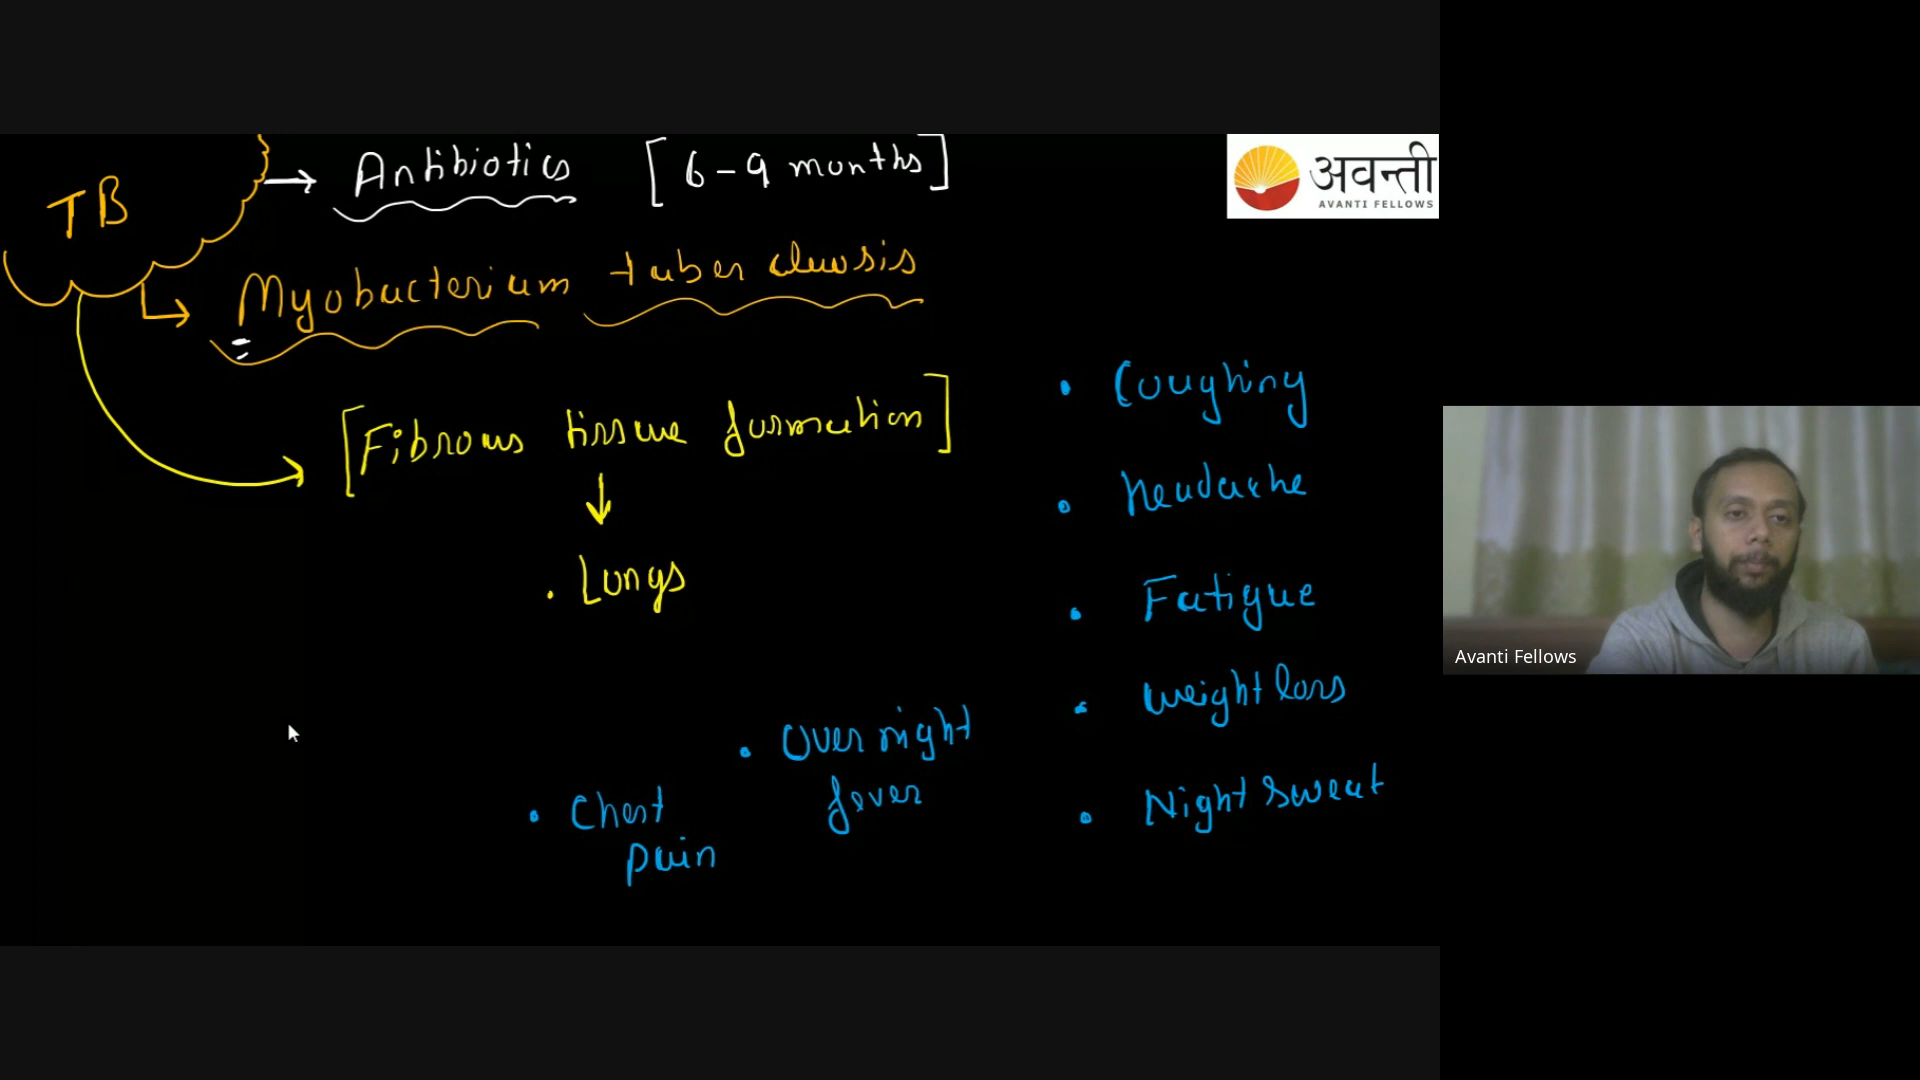 TB
→ Antibiotics [6-9 months]
Myobacterium tuberclusis
[Fibrous tissue formation]
. Lungs
• Coughing
• headache
• Fatigue
• weight loss
• Night sweat
• Over night
fever
• Chest
pain
अवन्ती
AVANTI FELLOWS
Avanti Fellows